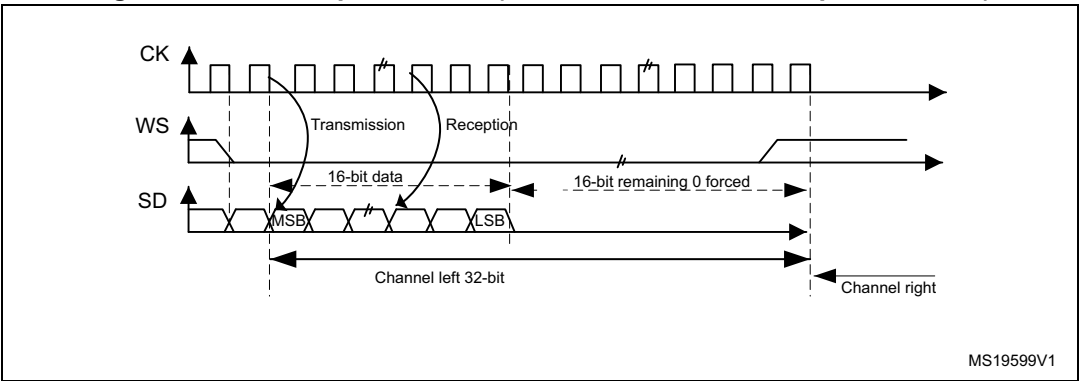 CK
Transmission
Reception
WS
16-bit data
16-bit remaining 0 forced
SD
MSB
LSB
Channel left 32-bit
Channel right
MS19599V1